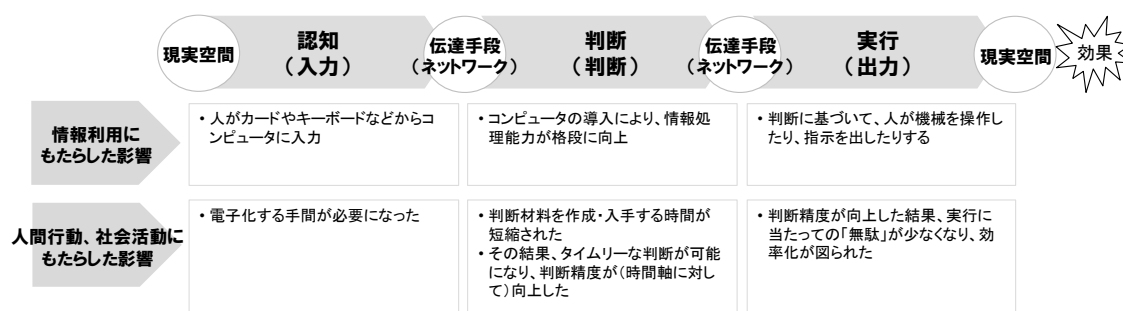 現実空間
認知
（入力）
伝達手段
（ネットワーク）
判断
（判断）
伝達手段
（ネットワーク）
実行
（出力）
現実空間
効果
情報利用に
もたらした影響
・人がカードやキーボードなどからコ
ンピュータに入力
・コンピュータの導入により、情報処
理能力が格段に向上
・判断に基づいて、人が機械を操作し
たり、指示を出したりする
人間行動、社会活動に
もたらした影響
・電子化する手間が必要になった
・判断材料を作成・入手する時間が
短縮された
・その結果、タイムリーな判断が可能
になり、判断精度が（時間軸に対し
て）向上した
・判断精度が向上した結果、実行に
当たっての「無駄」が少なくなり、効
率化が図られた